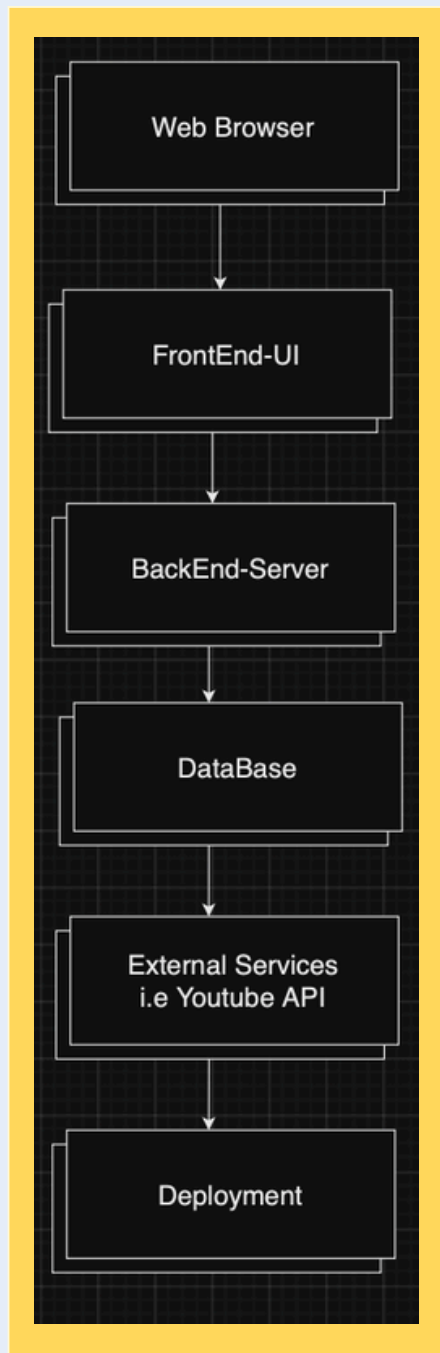 Web Browser
FrontEnd-UI
BackEnd-Server
DataBase
External Services
i.e Youtube API
Deployment